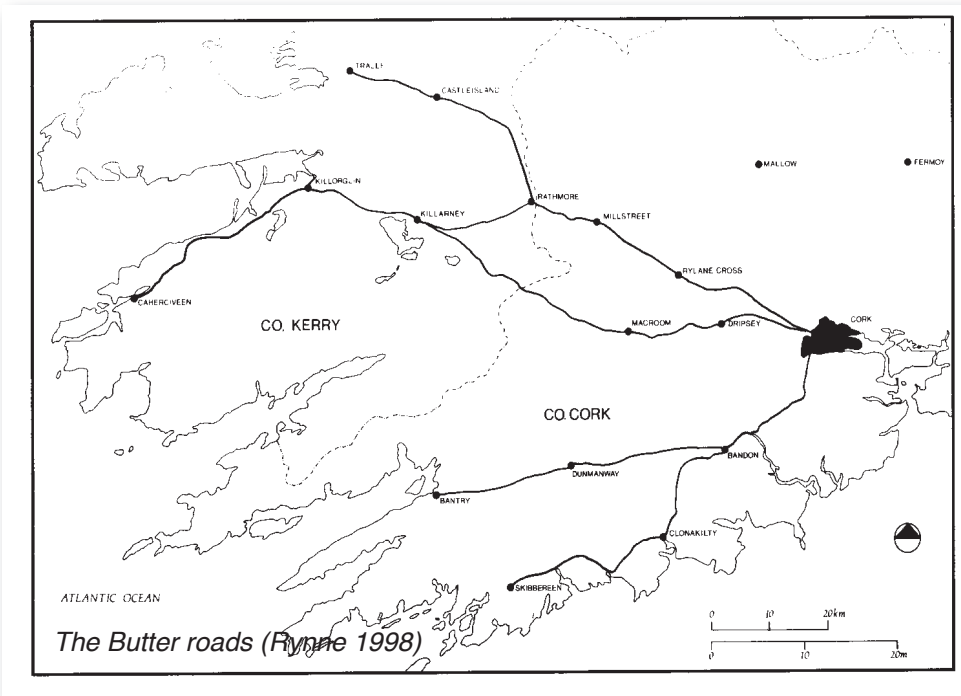 TRALEE
CASTLEISLAND
MALLOW
FERMOY
KILLORGLIN
RATHMORE
KILLARNEY
MILLSTREET
RYLANE CROSS
CAHERCIVEEN
CO. KERRY
MACROOM
DRIPSEY
CORK
CO. CORK
BANDON
DUNMANWAY
BANTRY
CLONAKILTY
SKIBBEREEN
ATLANTIC OCEAN
0 10 20km
The Butter roads (Rynne 1998)
0 10 20m